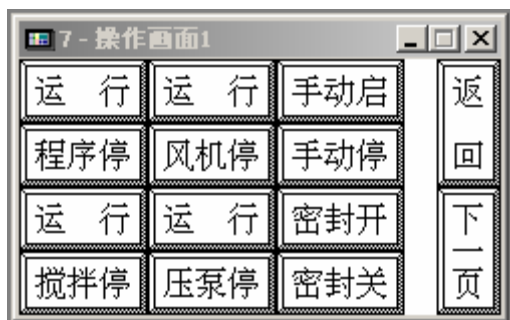 7 - 操作画面1
运 行 运 行 手动启 返回
程序停 风机停 手动停
运 行 运 行 密封开 下一页
搅拌停 压泵停 密封关